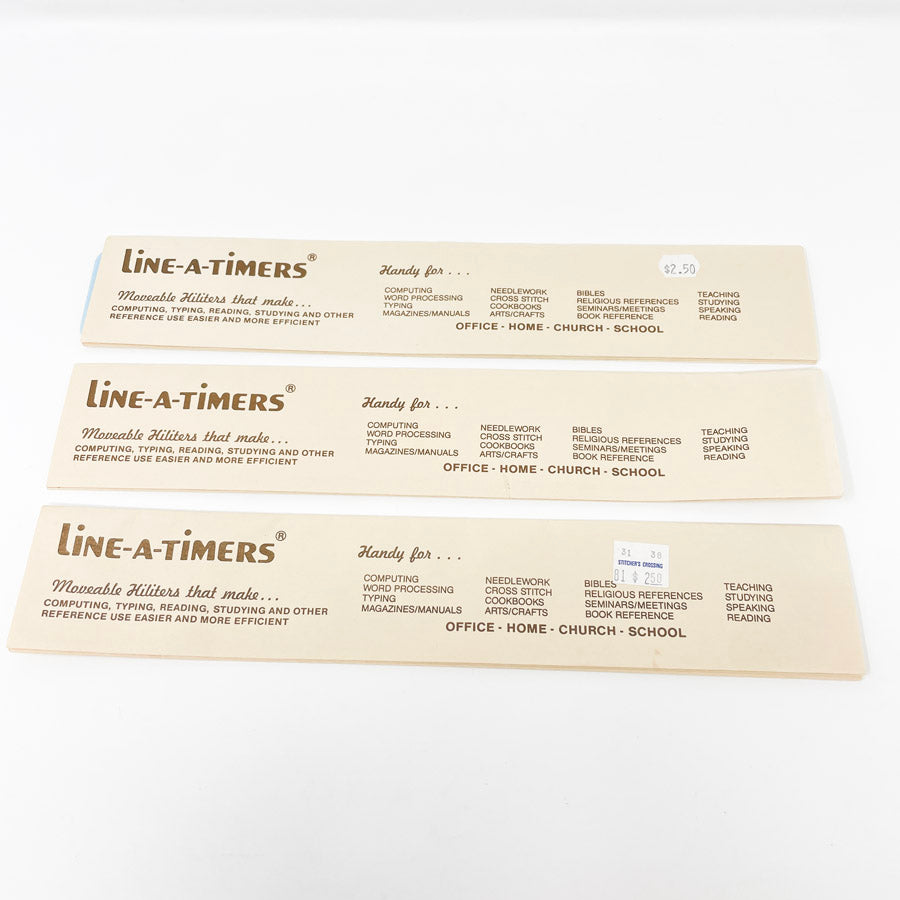 LINE-A-TIMERS®
Moveable Hiliters that make...
COMPUTING, TYPING, READING, STUDYING AND OTHER
REFERENCE USE EASIER AND MORE EFFICIENT
Handy for...
COMPUTING
WORD PROCESSING
TYPING
MAGAZINES/MANUALS
NEEDLEWORK
CROSS STITCH
COOKBOOKS
ARTS/CRAFTS
BIBLES
RELIGIOUS REFERENCES
SEMINARS/MEETINGS
BOOK REFERENCE
TEACHING
STUDYING
SPEAKING
READING
OFFICE - HOME - CHURCH - SCHOOL
$2.50
LINE-A-TIMERS®
Moveable Hiliters that make...
COMPUTING, TYPING, READING, STUDYING AND OTHER
REFERENCE USE EASIER AND MORE EFFICIENT
Handy for...
COMPUTING
WORD PROCESSING
TYPING
MAGAZINES/MANUALS
NEEDLEWORK
CROSS STITCH
COOKBOOKS
ARTS/CRAFTS
BIBLES
RELIGIOUS REFERENCES
SEMINARS/MEETINGS
BOOK REFERENCE
TEACHING
STUDYING
SPEAKING
READING
OFFICE - HOME - CHURCH - SCHOOL
LINE-A-TIMERS®
Moveable Hiliters that make...
COMPUTING, TYPING, READING, STUDYING AND OTHER
REFERENCE USE EASIER AND MORE EFFICIENT
Handy for...
COMPUTING
WORD PROCESSING
TYPING
MAGAZINES/MANUALS
NEEDLEWORK
CROSS STITCH
COOKBOOKS
ARTS/CRAFTS
31 38
STITCHER'S CROSSING
81 $ 250
BIBLES
RELIGIOUS REFERENCES
SEMINARS/MEETINGS
BOOK REFERENCE
TEACHING
STUDYING
SPEAKING
READING
OFFICE - HOME - CHURCH - SCHOOL